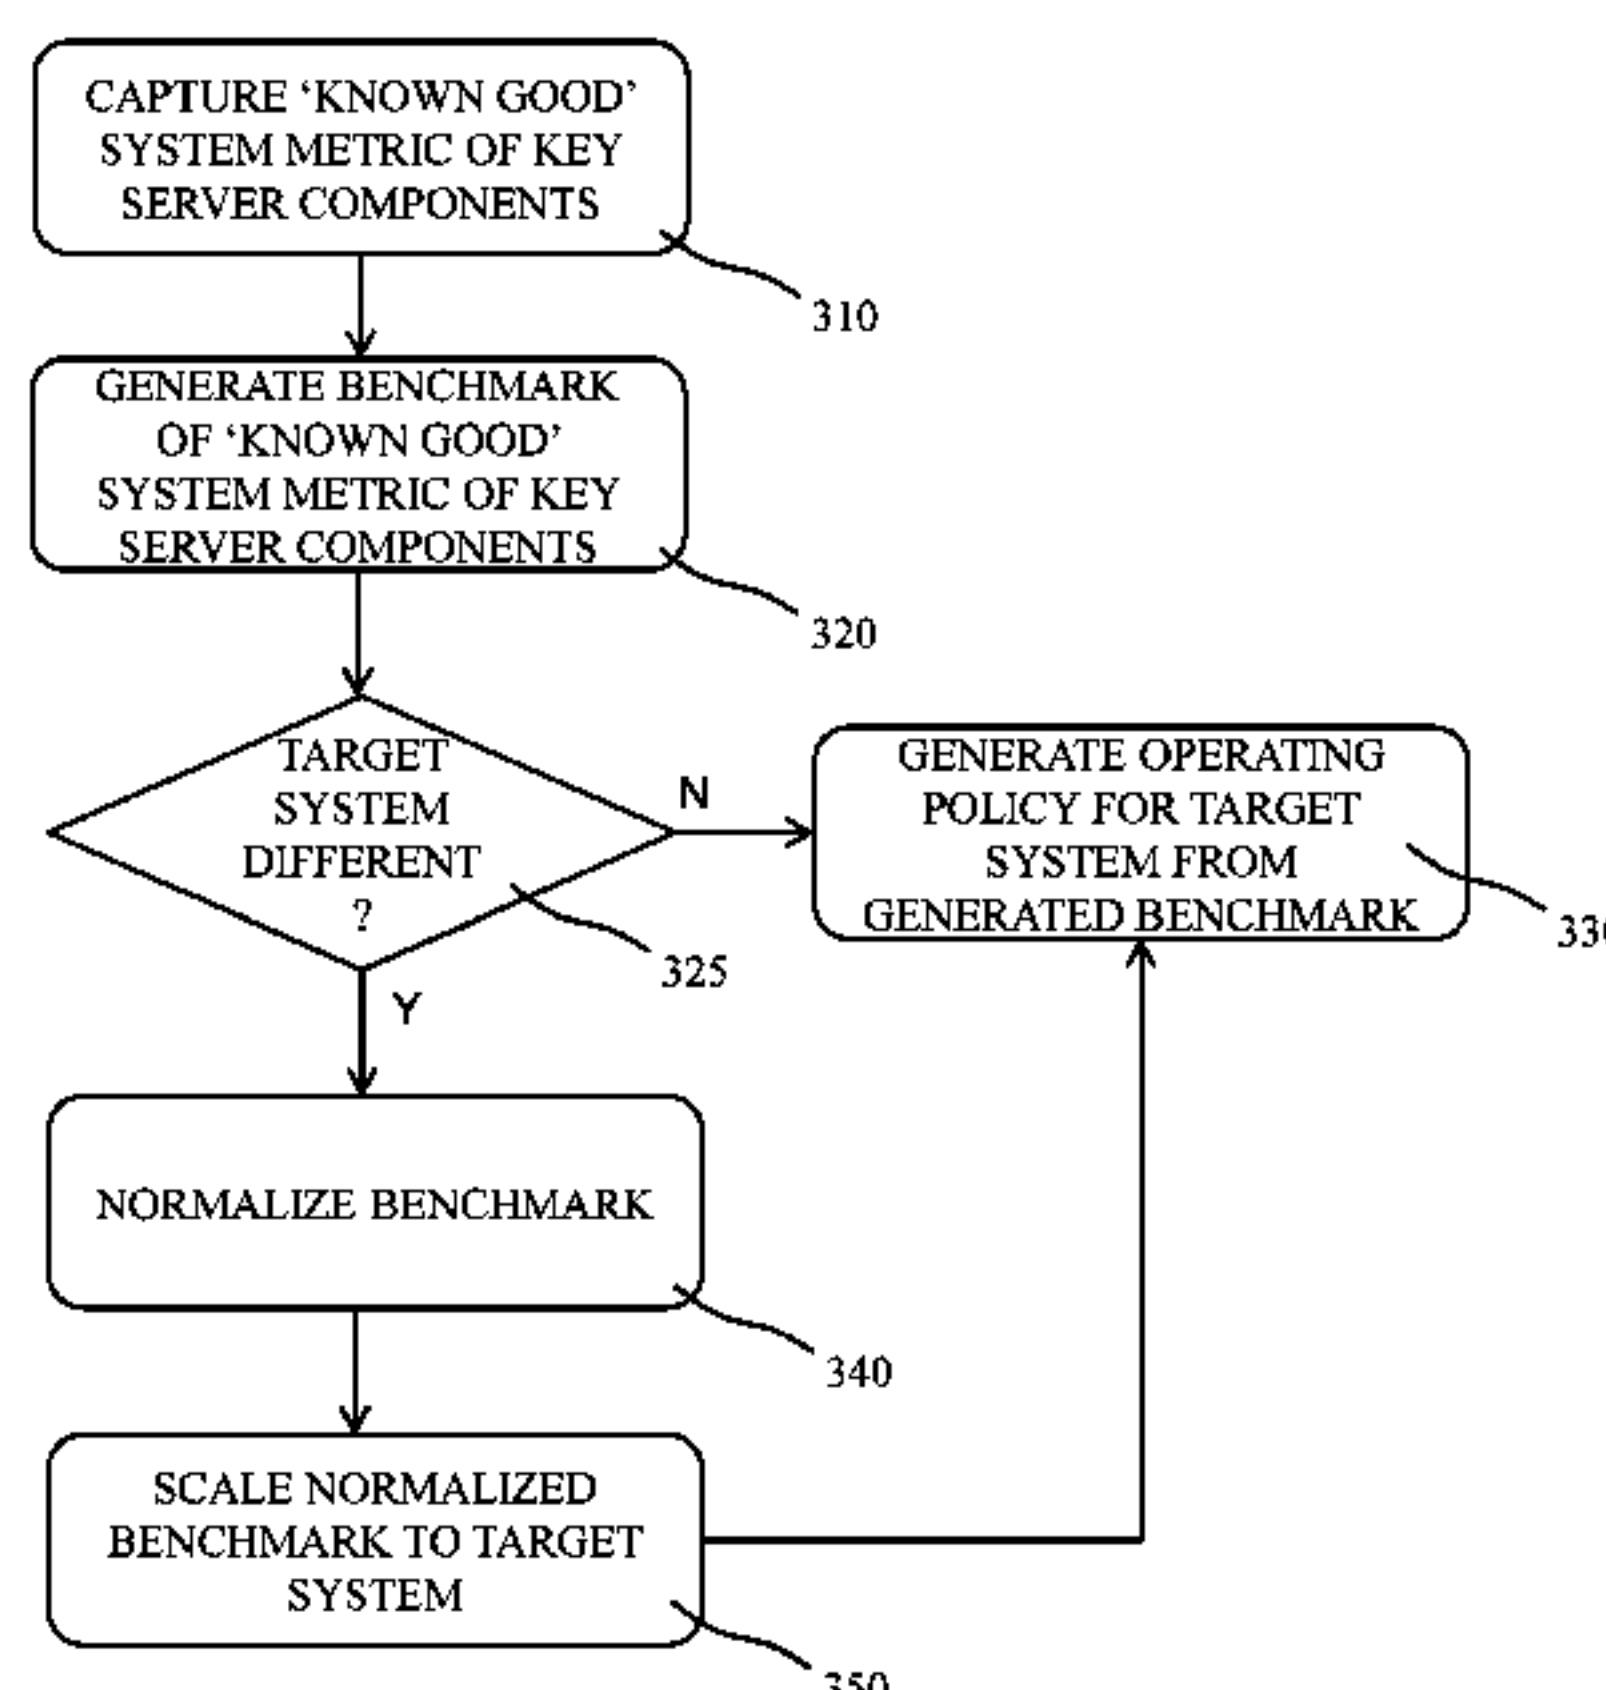 CAPTURE ‘KNOWN GOOD’
SYSTEM METRIC OF KEY
SERVER COMPONENTS
310
GENERATE BENCHMARK
OF ‘KNOWN GOOD’
SYSTEM METRIC OF KEY
SERVER COMPONENTS
320
TARGET
SYSTEM
DIFFERENT
?
325
N
GENERATE OPERATING
POLICY FOR TARGET
SYSTEM FROM
GENERATED BENCHMARK
330
Y
NORMALIZE BENCHMARK
340
SCALE NORMALIZED
BENCHMARK TO TARGET
SYSTEM
350